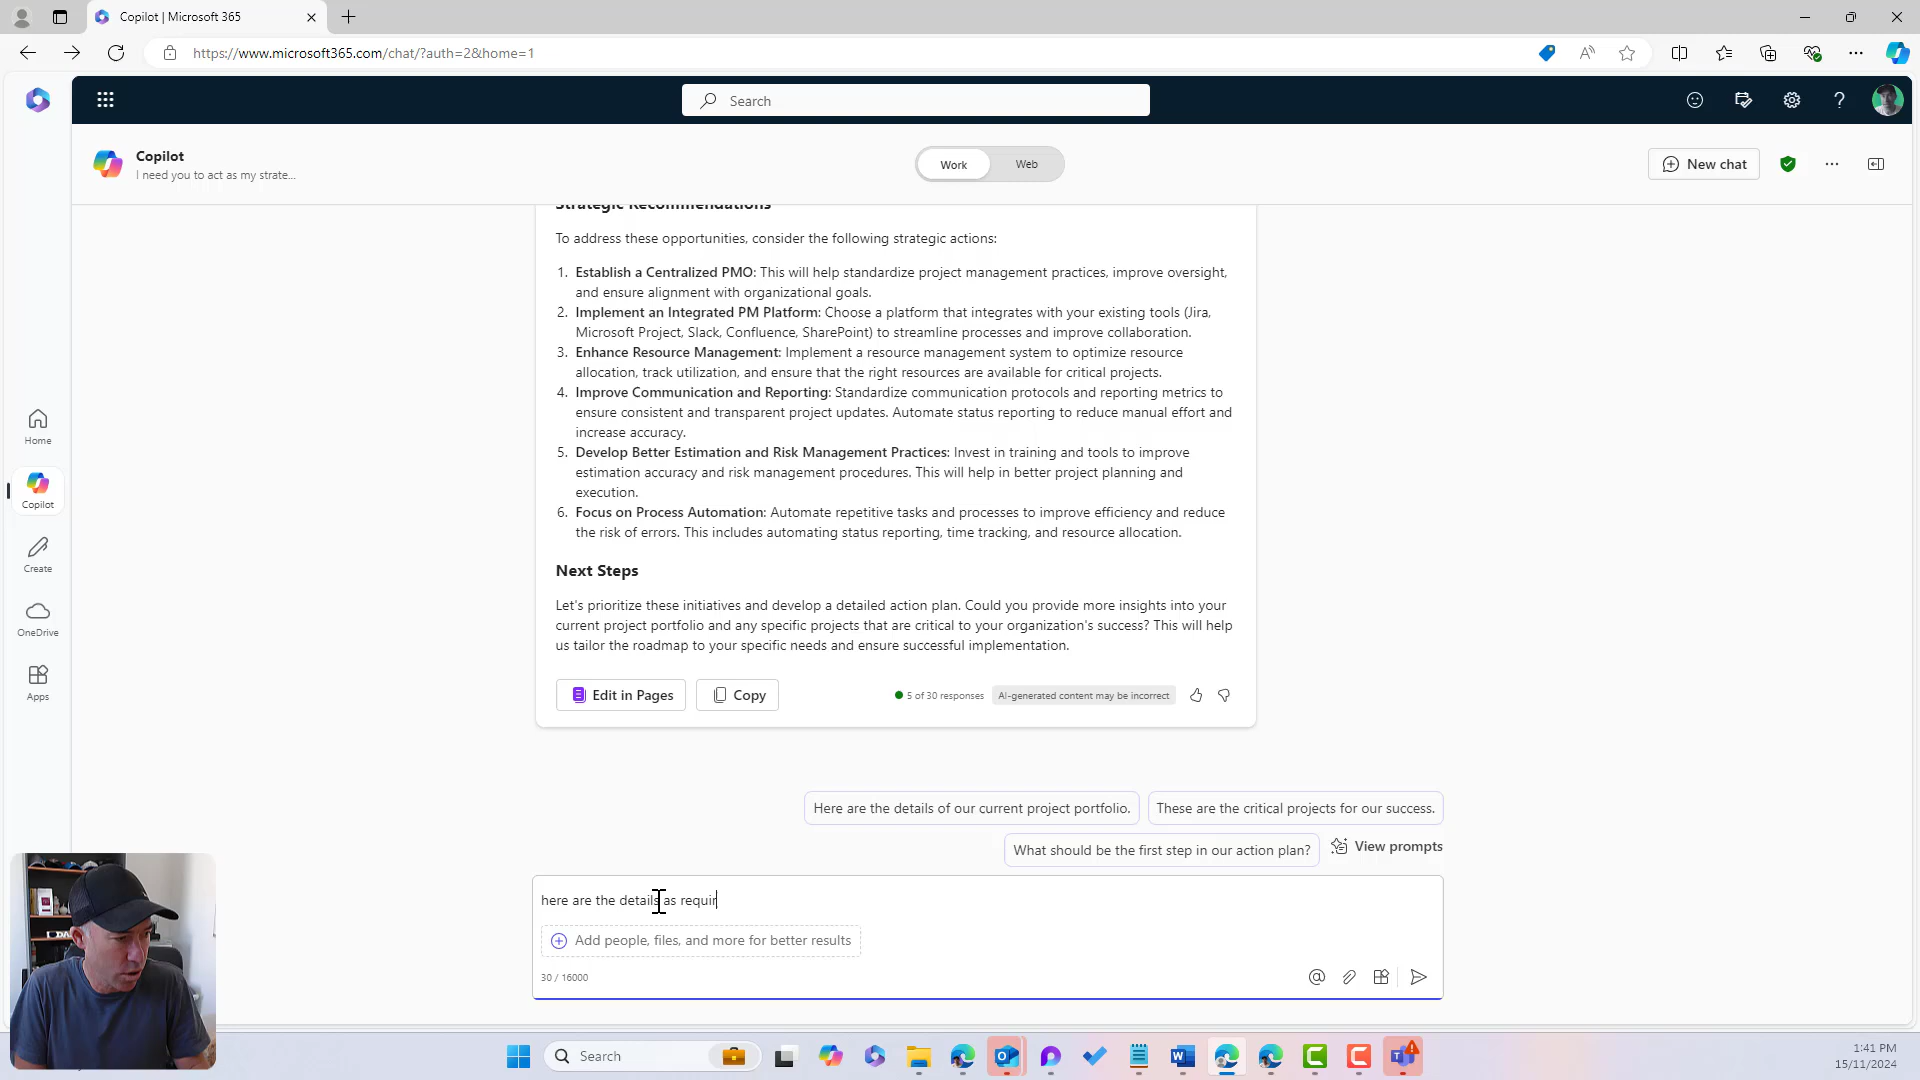 Copilot | Microsoft 365
https://www.microsoft365.com/chat/?auth=2&home=1
Search
Copilot
I need you to act as my strate...
Work
Web
New chat
Strategic Recommendations
To address these opportunities, consider the following strategic actions:
1. Establish a Centralized PMO: This will help standardize project management practices, improve oversight,
and ensure alignment with organizational goals.
2. Implement an Integrated PM Platform: Choose a platform that integrates with your existing tools (Jira,
Microsoft Project, Slack, Confluence, SharePoint) to streamline processes and improve collaboration.
3. Enhance Resource Management: Implement a resource management system to optimize resource
allocation, track utilization, and ensure that the right resources are available for critical projects.
4. Improve Communication and Reporting: Standardize communication protocols and reporting metrics to
ensure consistent and transparent project updates. Automate status reporting to reduce manual effort and
increase accuracy.
5. Develop Better Estimation and Risk Management Practices: Invest in training and tools to improve
estimation accuracy and risk management procedures. This will help in better project planning and
execution.
6. Focus on Process Automation: Automate repetitive tasks and processes to improve efficiency and reduce
the risk of errors. This includes automating status reporting, time tracking, and resource allocation.
Next Steps
Let's prioritize these initiatives and develop a detailed action plan. Could you provide more insights into your
current project portfolio and any specific projects that are critical to your organization's success? This will help
us tailor the roadmap to your specific needs and ensure successful implementation.
Edit in Pages
Copy
5 of 30 responses
AI-generated content may be incorrect
Home
Copilot
Create
OneDrive
Apps
Here are the details of our current project portfolio.
These are the critical projects for our success.
What should be the first step in our action plan?
View prompts
here are the details as requir
Add people, files, and more for better results
30 / 16000
Search
1:41 PM
15/11/2024